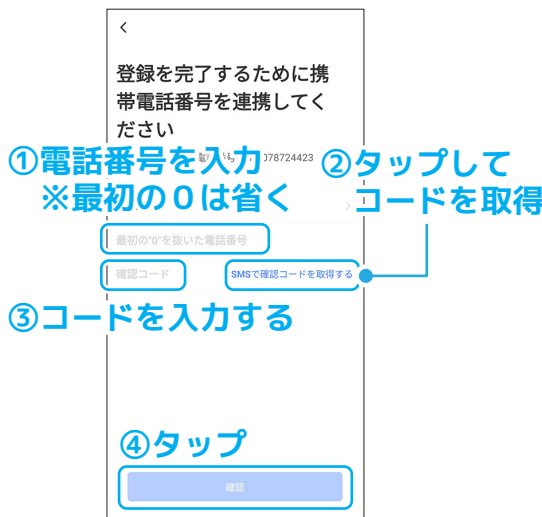 登録を完了するために携
帯電話番号を連携してく
ださい
078724423
①電話番号を入力
※最初の０は省く
②タップして
コードを取得
最初の"0"を抜いた電話番号
確認コード
SMSで確認コードを取得する
③コードを入力する
④タップ
確認